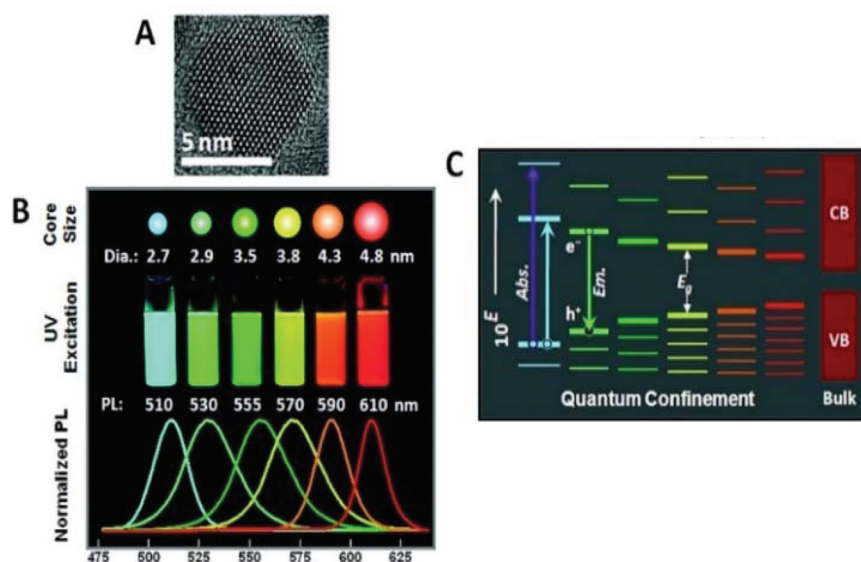 A
5 nm
B
Core Size
Dia.: 2.7 2.9 3.5 3.8 4.3 4.8 nm
UV Excitation
PL: 510 530 555 570 590 610 nm
Normalized PL
475 500 525 550 575 600 625
C
10^E
Abs.
e⁻
Em.
h⁺
E_g
CB
VB
Quantum Confinement
Bulk